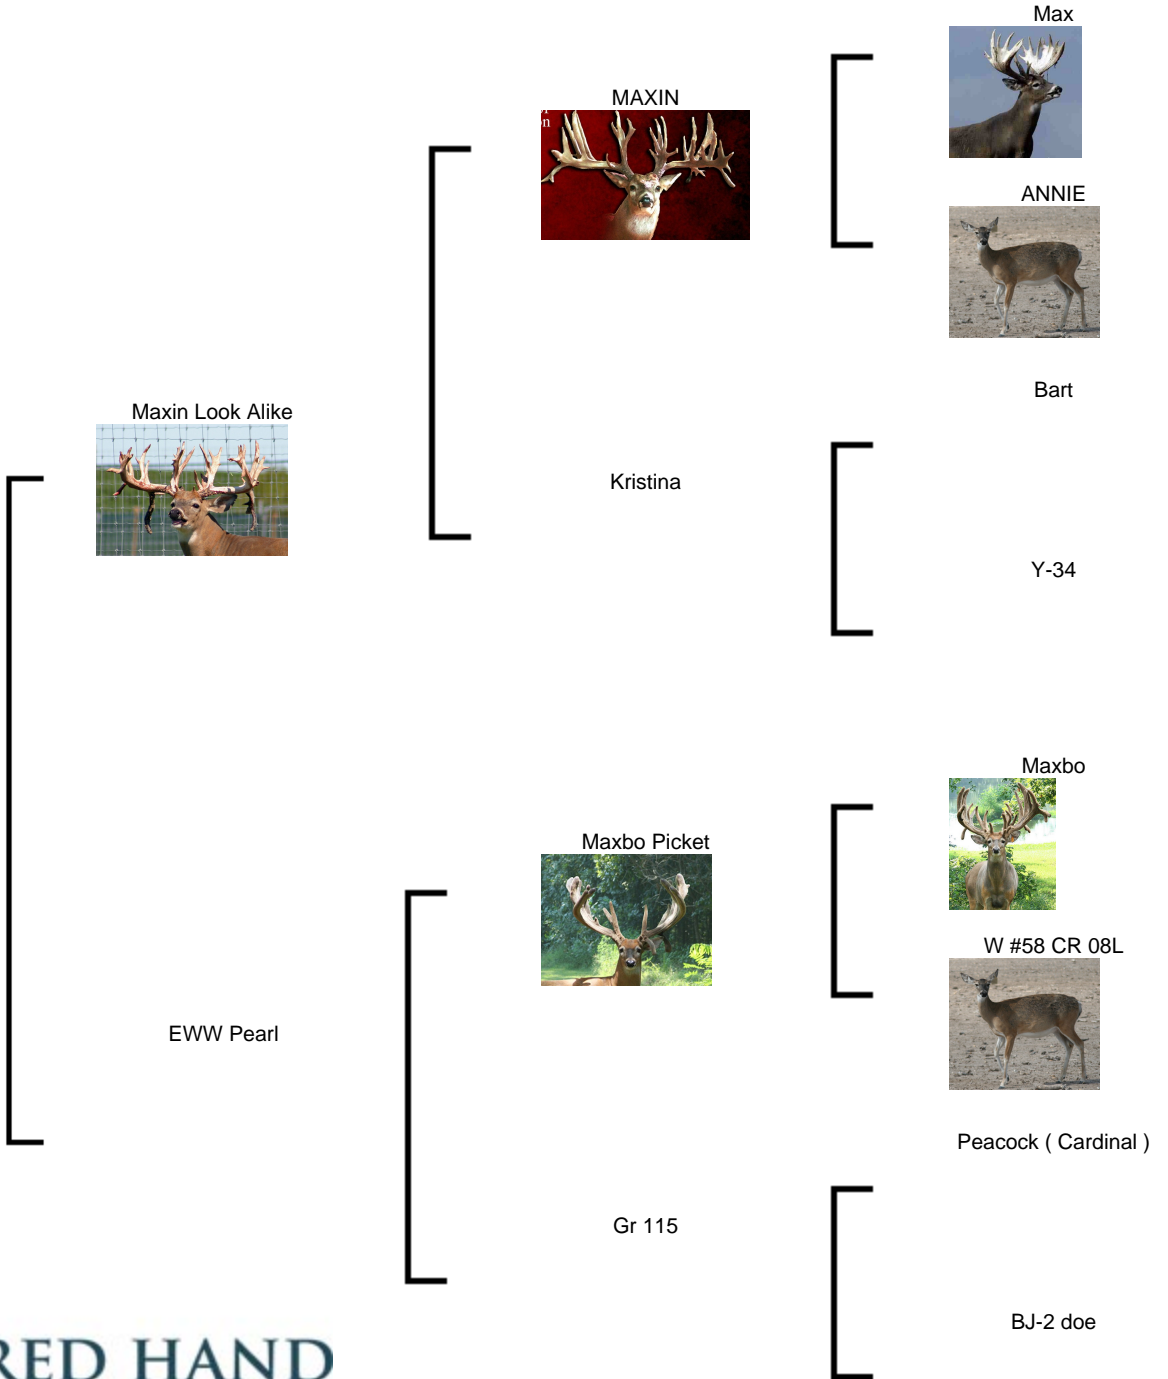 Max
MAXIN
on
ANNIE
Bart
Maxin Look Alike
Kristina
Y-34
Maxbo
Maxbo Picket
W #58 CR 08L
EWW Pearl
Peacock ( Cardinal )
Gr 115
BJ-2 doe
RED HAND